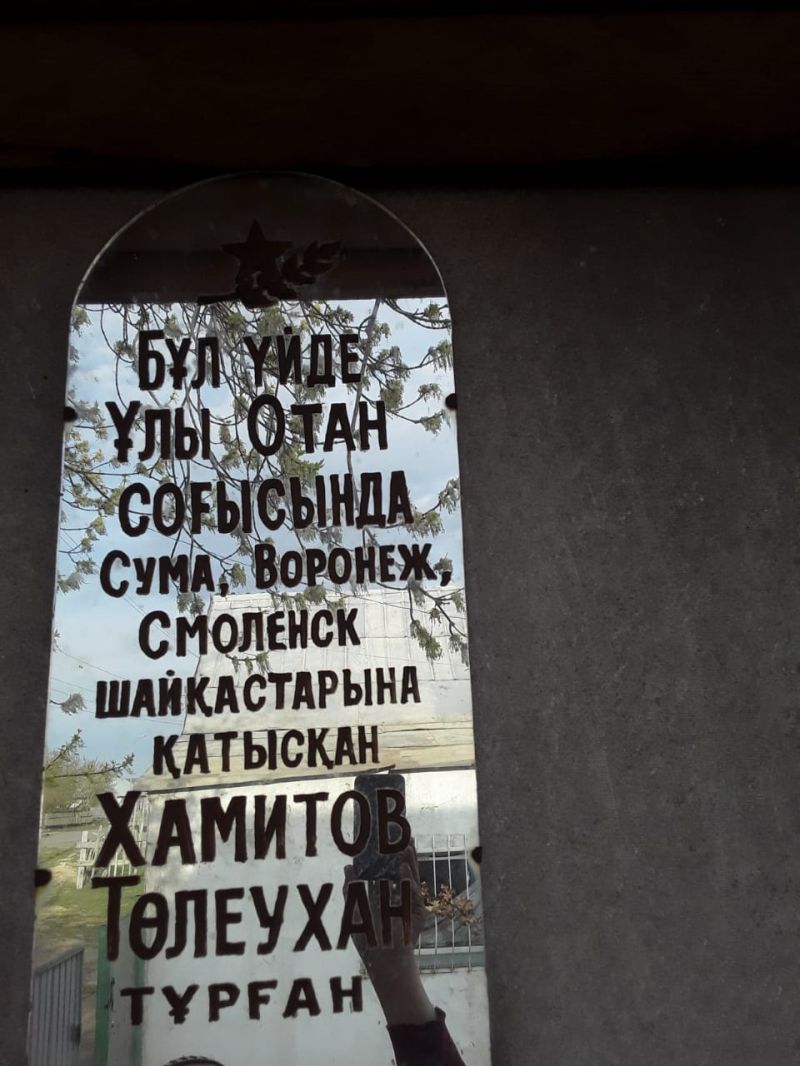 Бұл үйде
Ұлы Отан
соғысында
Сума, Воронеж,
Смоленск
шайқастарына
қатысқан
Хамитов
Төлеухан
тұрған